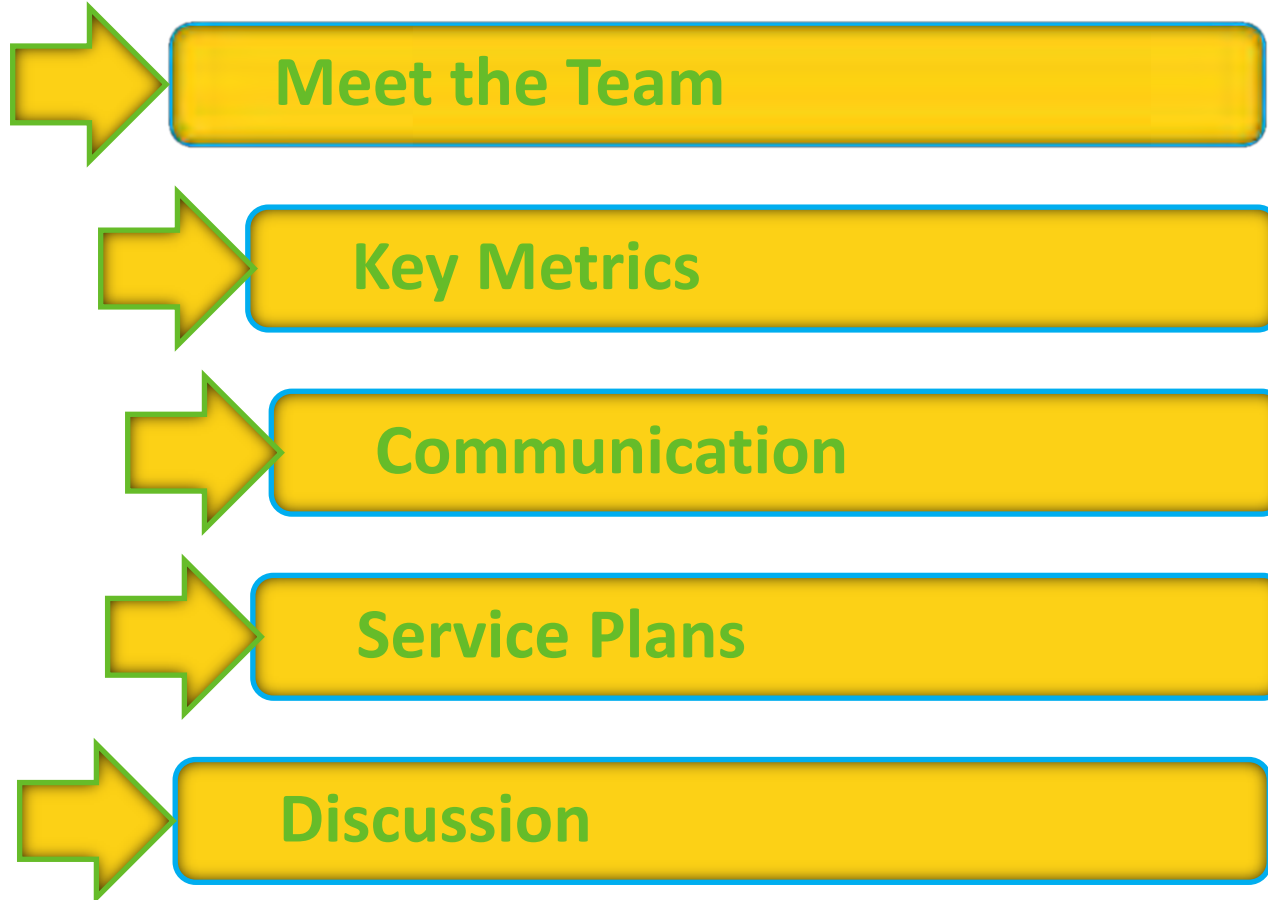 Meet the Team
Key Metrics
Communication
Service Plans
Discussion